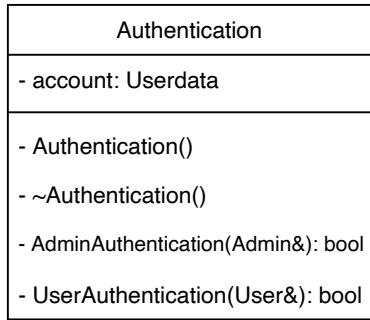 Authentication
- account: Userdata
- Authentication()
- ~Authentication()
- AdminAuthentication(Admin&): bool
- UserAuthentication(User&): bool